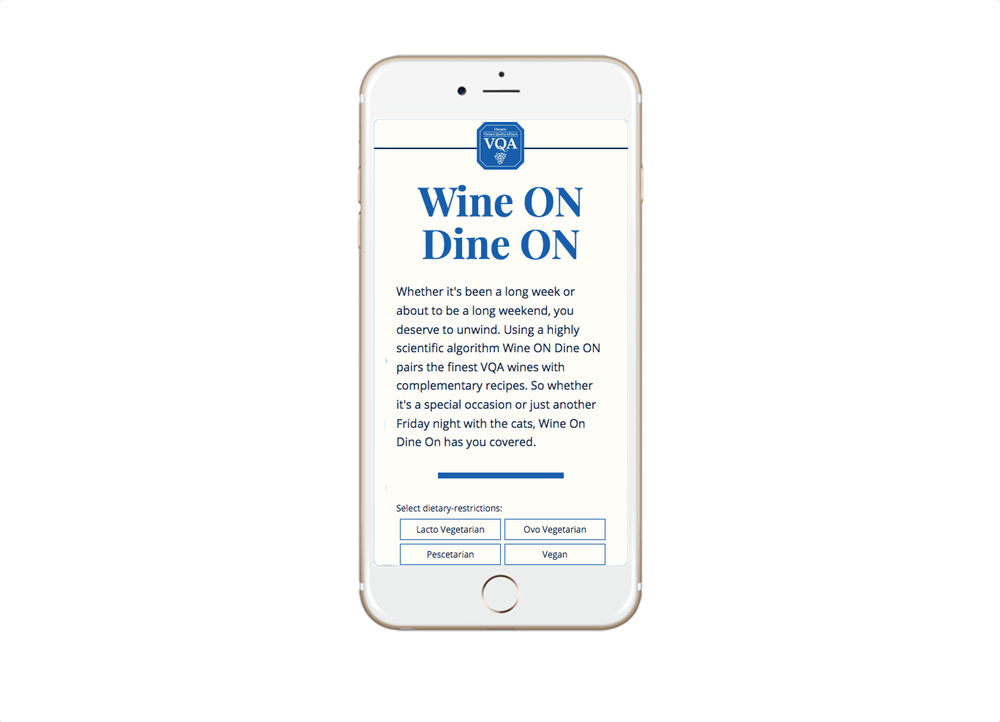 Ontario
VQA
Wine ON
Dine ON
Whether it's been a long week or
about to be a long weekend, you
deserve to unwind. Using a highly
scientific algorithm Wine ON Dine ON
pairs the finest VQA wines with
complementary recipes. So whether
it's a special occasion or just another
Friday night with the cats, Wine On
Dine On has you covered.
Select dietary-restrictions:
Lacto Vegetarian
Ovo Vegetarian
Pescetarian
Vegan